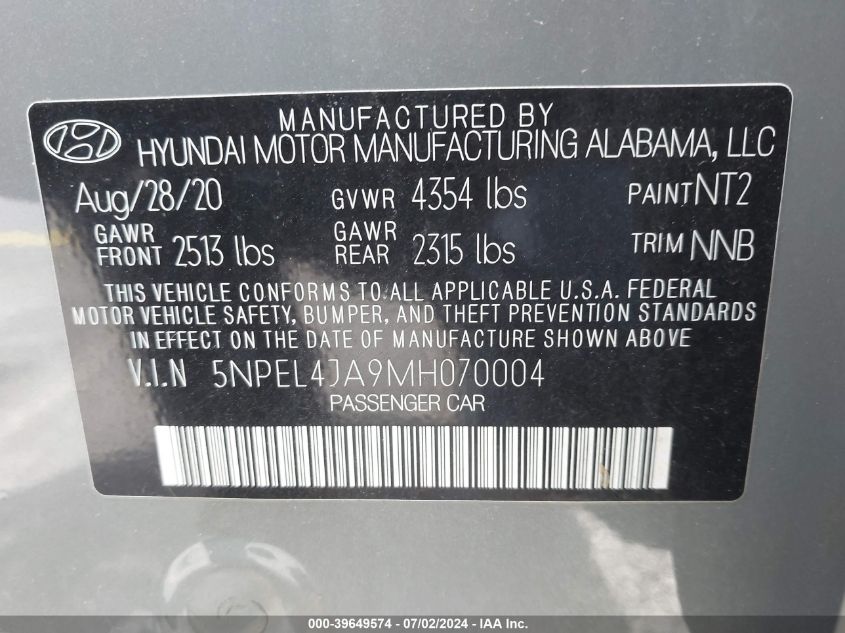 MANUFACTURED BY
HYUNDAI MOTOR MANUFACTURING ALABAMA, LLC
Aug/28/20 GVWR 4354 lbs PAINT NT2
GAWR FRONT 2513 lbs GAWR REAR 2315 lbs TRIM NNB
THIS VEHICLE CONFORMS TO ALL APPLICABLE U.S.A. FEDERAL
MOTOR VEHICLE SAFETY, BUMPER, AND THEFT PREVENTION STANDARDS
IN EFFECT ON THE DATE OF MANUFACTURE SHOWN ABOVE
V.I.N 5NPEL4JA9MH070004
PASSENGER CAR
000-39649574 - 07/02/2024 - IAA Inc.